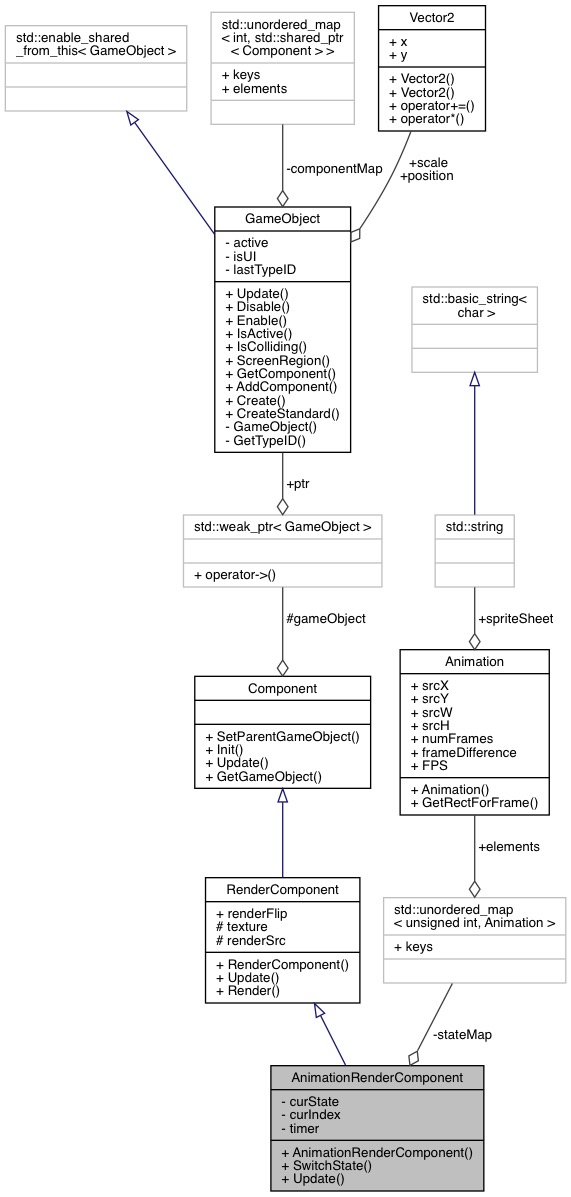 std::enable_shared
_from_this< GameObject >
std::unordered_map
< int, std::shared_ptr
< Component > >
+ keys
+ elements
Vector2
+ x
+ y
+ Vector2()
+ Vector2()
+ operator+=()
+ operator*()
-componentMap
+scale
+position
GameObject
- active
- isUI
- lastTypeID
+ Update()
+ Disable()
+ Enable()
+ IsActive()
+ IsColliding()
+ ScreenRegion()
+ GetComponent()
+ AddComponent()
+ Create()
+ CreateStandard()
- GameObject()
- GetTypeID()
std::basic_string<
char >
+ptr
std::weak_ptr< GameObject >
+ operator->()
std::string
#gameObject
+spriteSheet
Component
+ SetParentGameObject()
+ Init()
+ Update()
+ GetGameObject()
Animation
+ srcX
+ srcY
+ srcW
+ srcH
+ numFrames
+ frameDifference
+ FPS
+ Animation()
+ GetRectForFrame()
+elements
RenderComponent
+ renderFlip
# texture
# renderSrc
+ RenderComponent()
+ Update()
+ Render()
std::unordered_map
< unsigned int, Animation >
+ keys
-stateMap
AnimationRenderComponent
- curState
- curIndex
- timer
+ AnimationRenderComponent()
+ SwitchState()
+ Update()